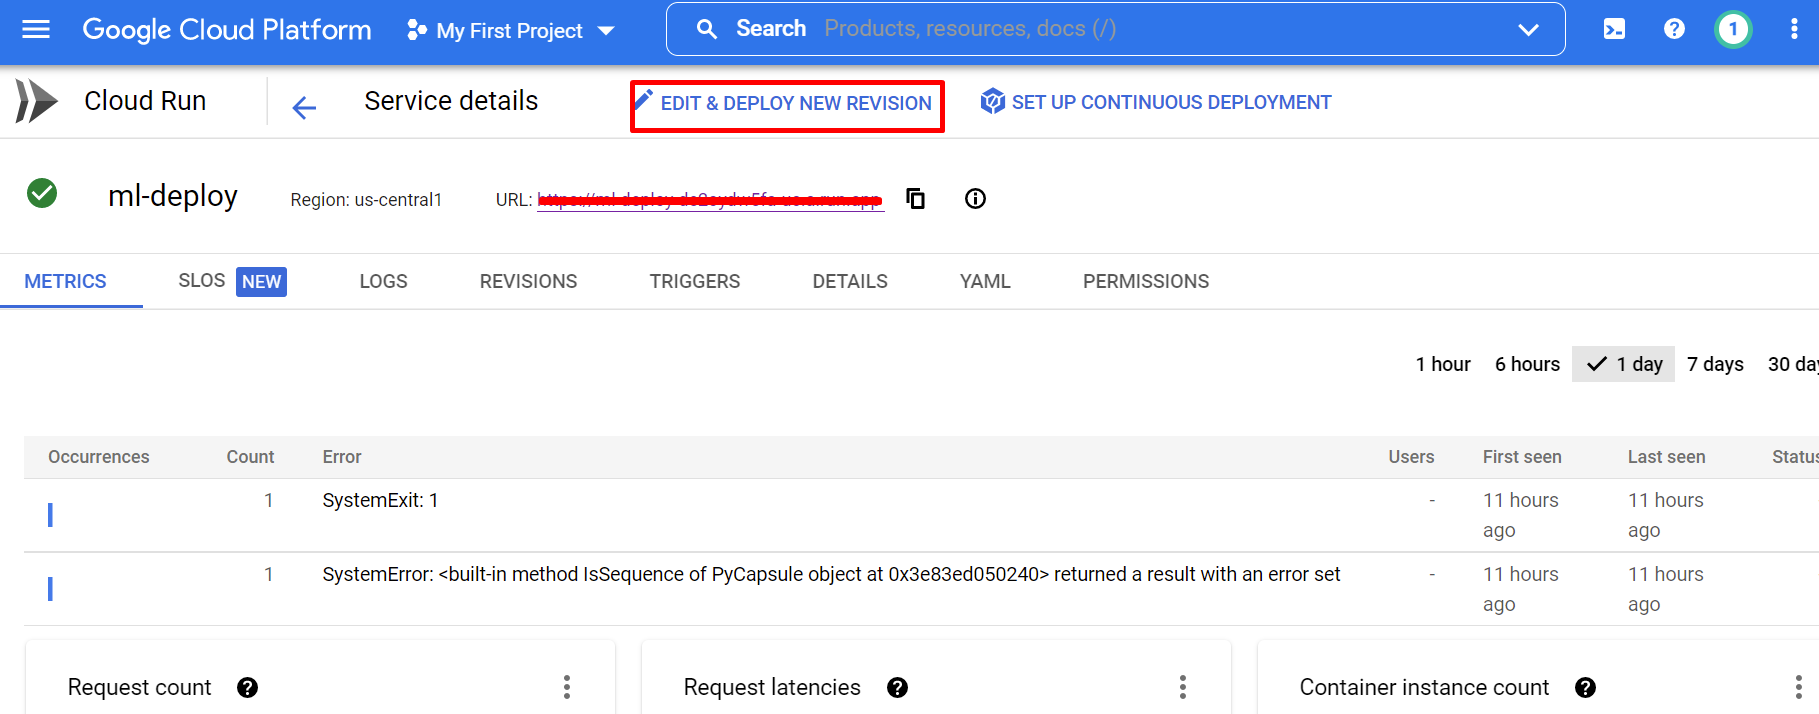 Google Cloud Platform My First Project Search Products, resources, docs (/) 1
Cloud Run Service details EDIT & DEPLOY NEW REVISION SET UP CONTINUOUS DEPLOYMENT
ml-deploy Region: us-central1 URL:
METRICS SLOS NEW LOGS REVISIONS TRIGGERS DETAILS YAML PERMISSIONS
1 hour 6 hours 1 day 7 days 30 day
Occurrences Count Error Users First seen Last seen Status
1 SystemExit: 1 - 11 hours ago 11 hours ago
1 SystemError: <built-in method IsSequence of PyCapsule object at 0x3e83ed050240> returned a result with an error set - 11 hours ago 11 hours ago
Request count Request latencies Container instance count